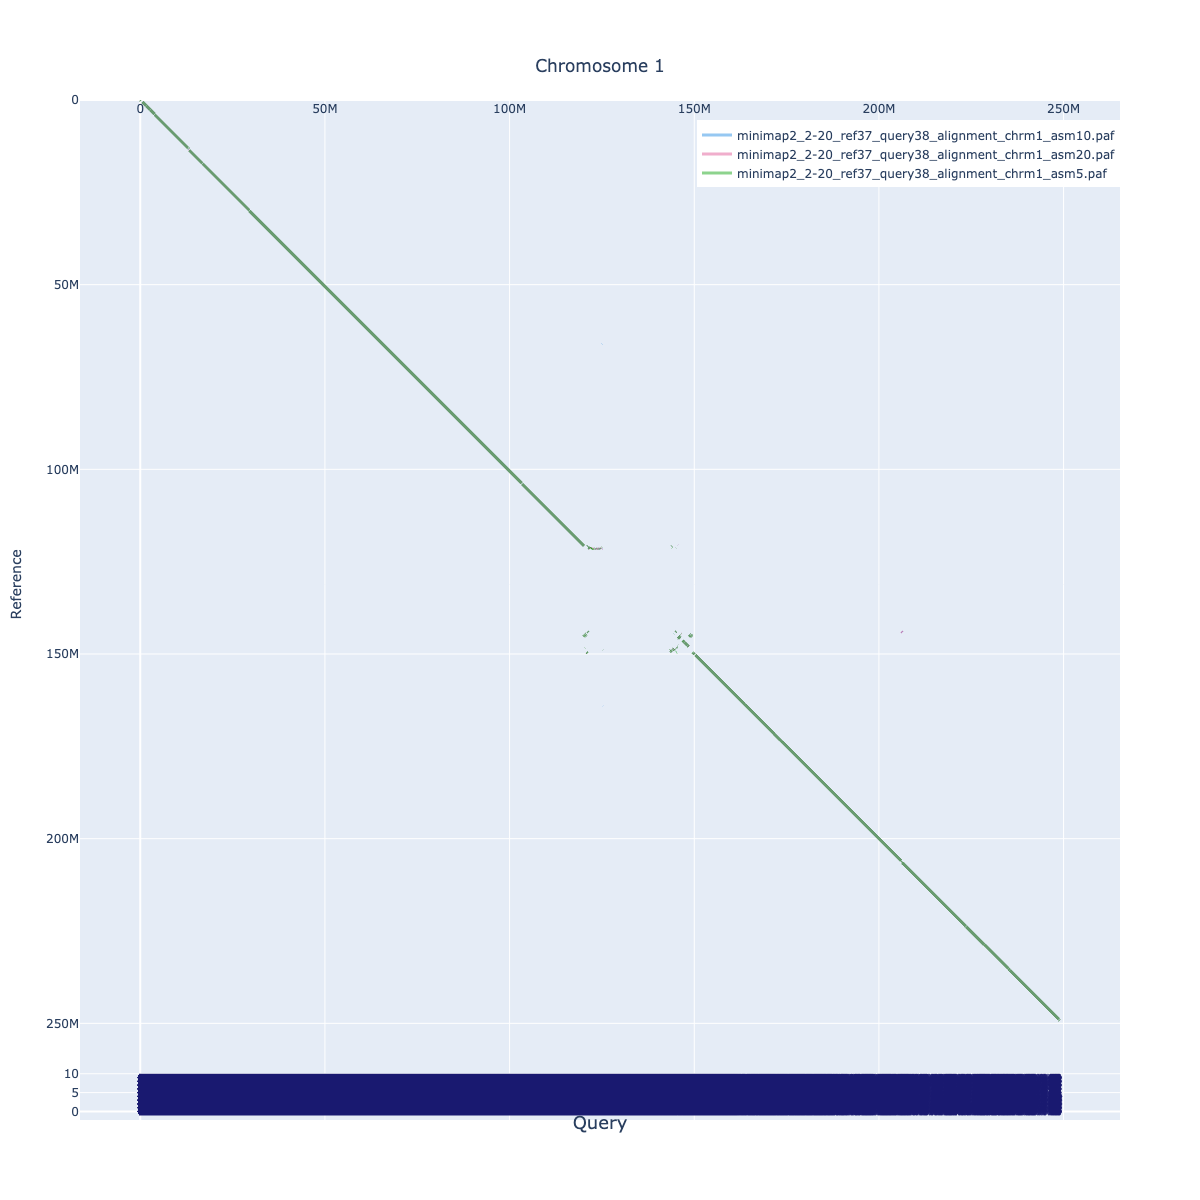 Chromosome 1
0 50M 100M 150M 200M 250M
minimap2_2-20_ref37_query38_alignment_chrm1_asm10.paf
minimap2_2-20_ref37_query38_alignment_chrm1_asm20.paf
minimap2_2-20_ref37_query38_alignment_chrm1_asm5.paf
0
50M
100M
150M
200M
250M
Reference
10
5
0
Query